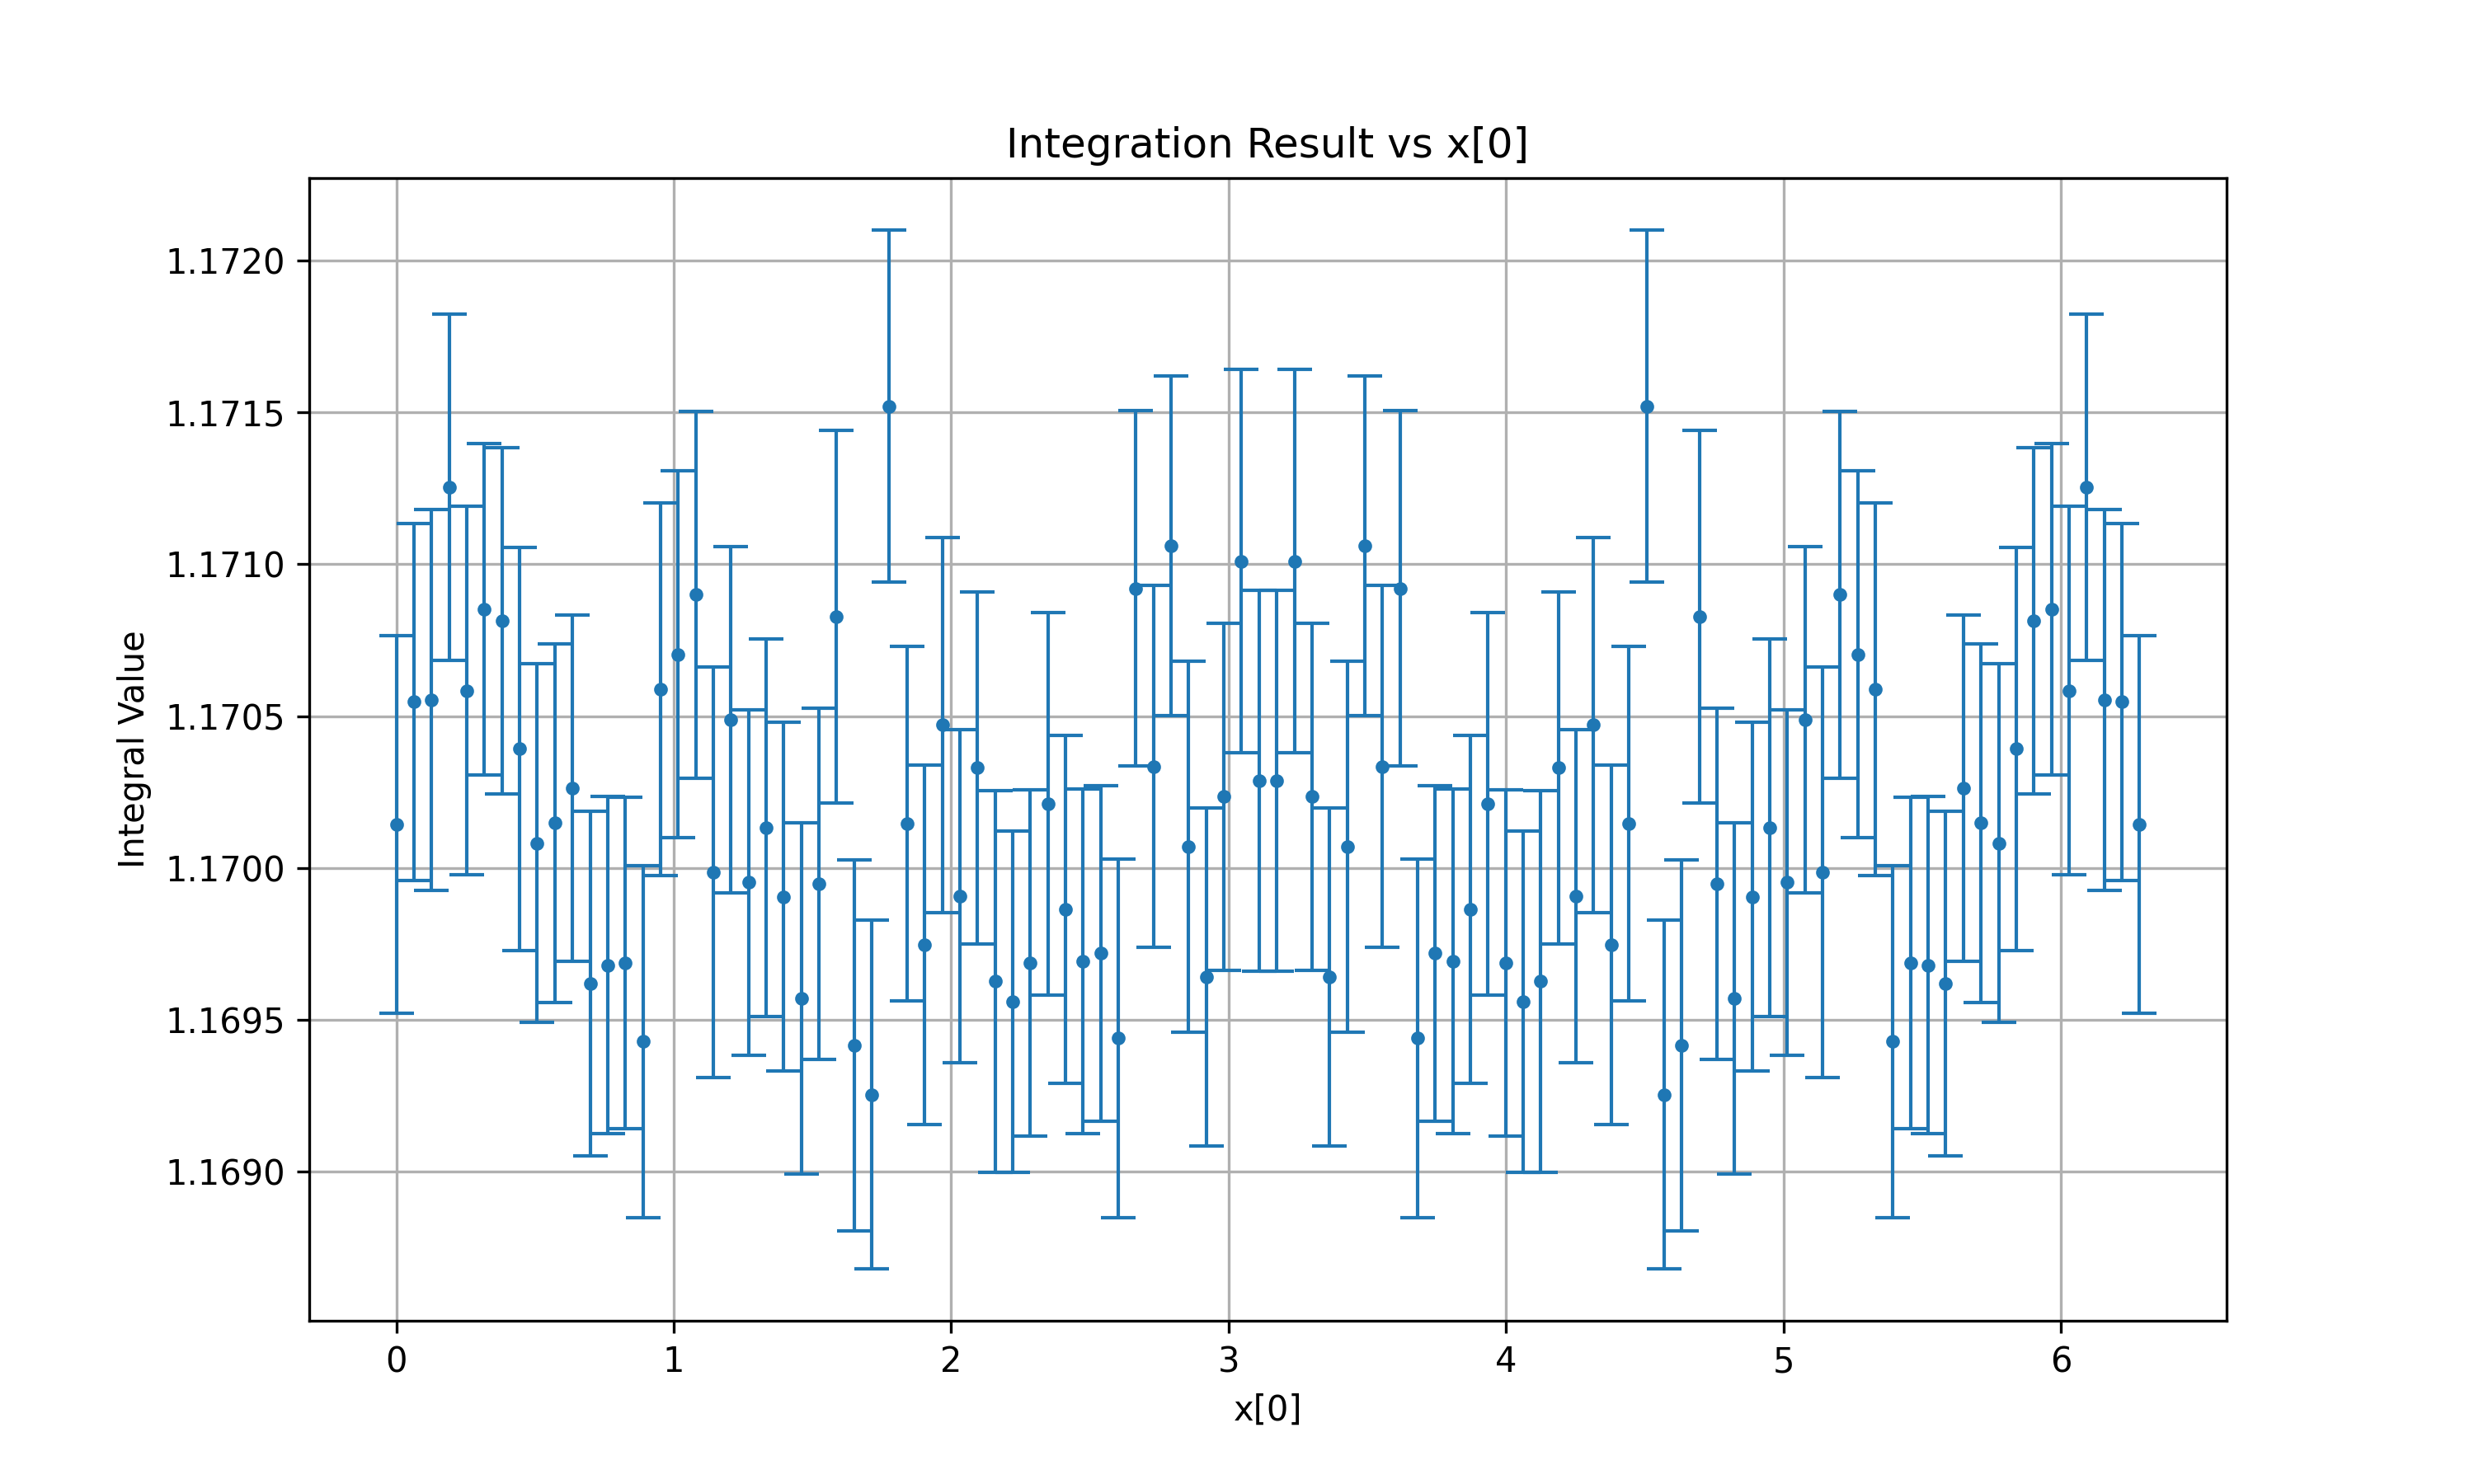 Integration Result vs x[0]
Integral Value
1.1720
1.1715
1.1710
1.1705
1.1700
1.1695
1.1690
0 1 2 3 4 5 6
x[0]